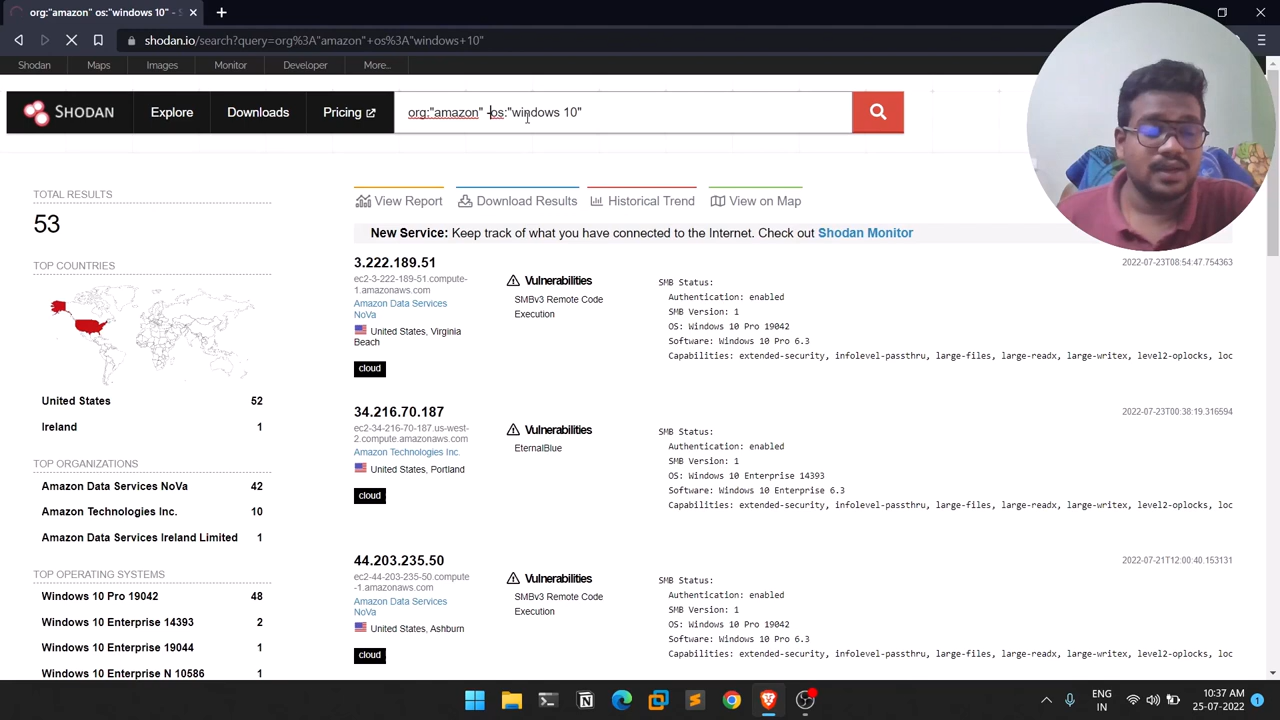 org:"amazon" os:"windows 10" - S
shodan.io/search?query=org%3A"amazon"+os%3A"windows+10"
Shodan
Maps
Images
Monitor
Developer
More...
SHODAN
Explore
Downloads
Pricing
org:"amazon" -os:"windows 10"
TOTAL RESULTS
53
TOP COUNTRIES
United States 52
Ireland 1
TOP ORGANIZATIONS
Amazon Data Services NoVa 42
Amazon Technologies Inc. 10
Amazon Data Services Ireland Limited 1
TOP OPERATING SYSTEMS
Windows 10 Pro 19042 48
Windows 10 Enterprise 14393 2
Windows 10 Enterprise 19044 1
Windows 10 Enterprise N 10586 1
View Report
Download Results
Historical Trend
View on Map
New Service: Keep track of what you have connected to the Internet. Check out Shodan Monitor
3.222.189.51
ec2-3-222-189-51.compute-
1.amazonaws.com
Amazon Data Services
NoVa
United States, Virginia
Beach
cloud
Vulnerabilities
SMBv3 Remote Code
Execution
2022-07-23T08:54:47.754363
SMB Status:
Authentication: enabled
SMB Version: 1
OS: Windows 10 Pro 19042
Software: Windows 10 Pro 6.3
Capabilities: extended-security, infolevel-passthru, large-files, large-readx, large-writex, level2-oplocks, loc
34.216.70.187
ec2-34-216-70-187.us-west-
2.compute.amazonaws.com
Amazon Technologies Inc.
United States, Portland
cloud
Vulnerabilities
EternalBlue
2022-07-23T00:38:19.316594
SMB Status:
Authentication: enabled
SMB Version: 1
OS: Windows 10 Enterprise 14393
Software: Windows 10 Enterprise 6.3
Capabilities: extended-security, infolevel-passthru, large-files, large-readx, large-writex, level2-oplocks, loc
44.203.235.50
ec2-44-203-235-50.compute
-1.amazonaws.com
Amazon Data Services
NoVa
United States, Ashburn
cloud
Vulnerabilities
SMBv3 Remote Code
Execution
2022-07-21T12:00:40.153131
SMB Status:
Authentication: enabled
SMB Version: 1
OS: Windows 10 Pro 19042
Software: Windows 10 Pro 6.3
Capabilities: extended-security, infolevel-passthru, large-files, large-readx, large-writex, level2-oplocks, loc
ENG
IN
10:37 AM
25-07-2022
1